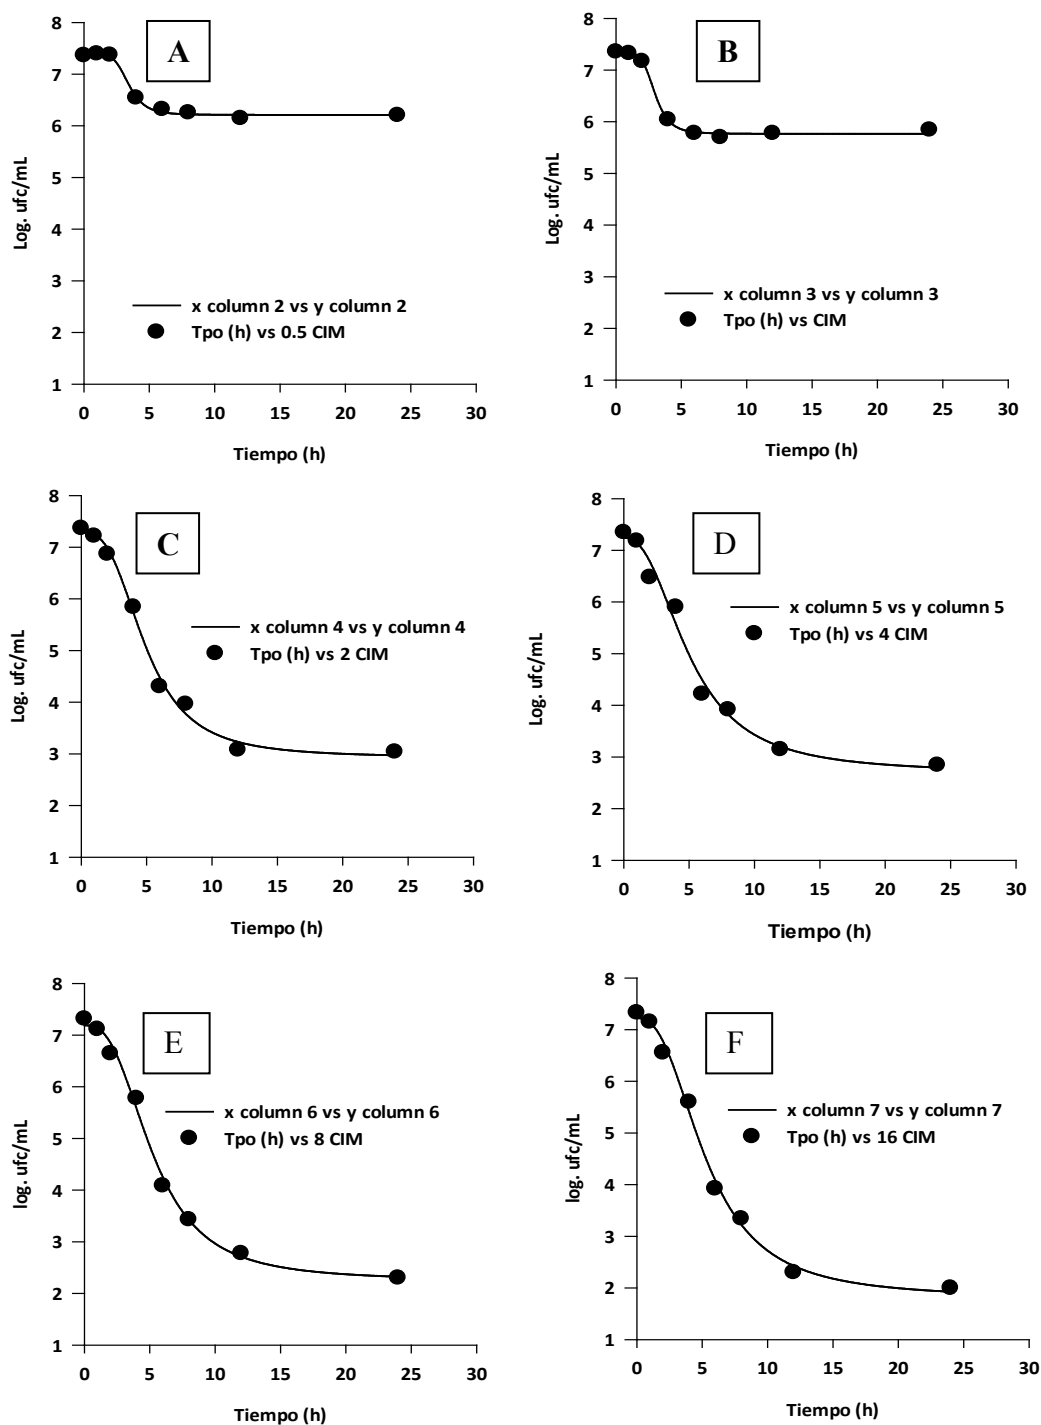 A
8
7
6
5
4
3
2
1
Log. ufc/mL
x column 2 vs y column 2
Tpo (h) vs 0.5 CIM
0 5 10 15 20 25 30
Tiempo (h)
B
8
7
6
5
4
3
2
1
Log. ufc/mL
x column 3 vs y column 3
Tpo (h) vs CIM
0 5 10 15 20 25 30
Tiempo (h)
C
8
7
6
5
4
3
2
1
Log. ufc/mL
x column 4 vs y column 4
Tpo (h) vs 2 CIM
0 5 10 15 20 25 30
Tiempo (h)
D
8
7
6
5
4
3
2
1
Log. ufc/mL
x column 5 vs y column 5
Tpo (h) vs 4 CIM
0 5 10 15 20 25 30
Tiempo (h)
E
8
7
6
5
4
3
2
1
log. ufc/mL
x column 6 vs y column 6
Tpo (h) vs 8 CIM
0 5 10 15 20 25 30
Tiempo (h)
F
8
7
6
5
4
3
2
1
log. ufc/mL
x column 7 vs y column 7
Tpo (h) vs 16 CIM
0 5 10 15 20 25 30
Tiempo (h)